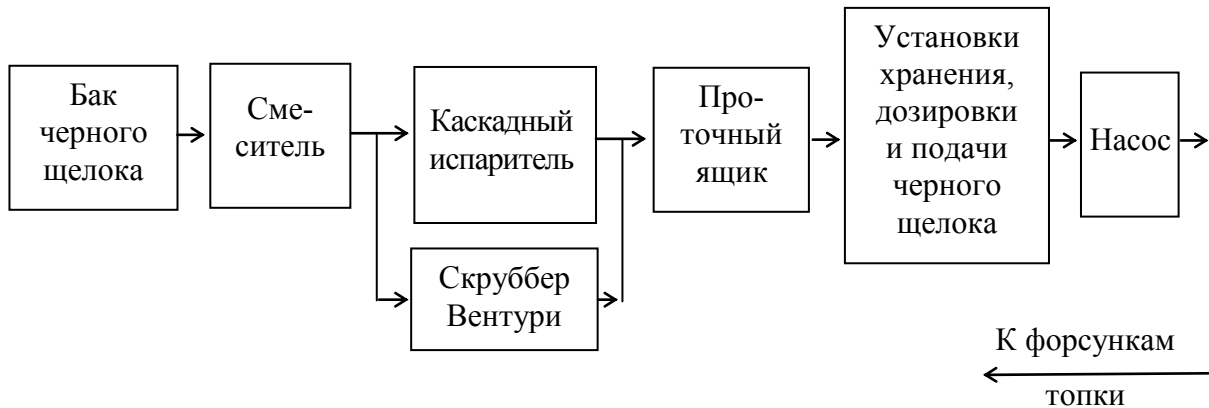 Бак
черного
щелока
Сме-
ситель
Каскадный
испаритель
Скруббер
Вентури
Про-
точный
ящик
Установки
хранения,
дозировки
и подачи
черного
щелока
Насос
К форсункам
топки